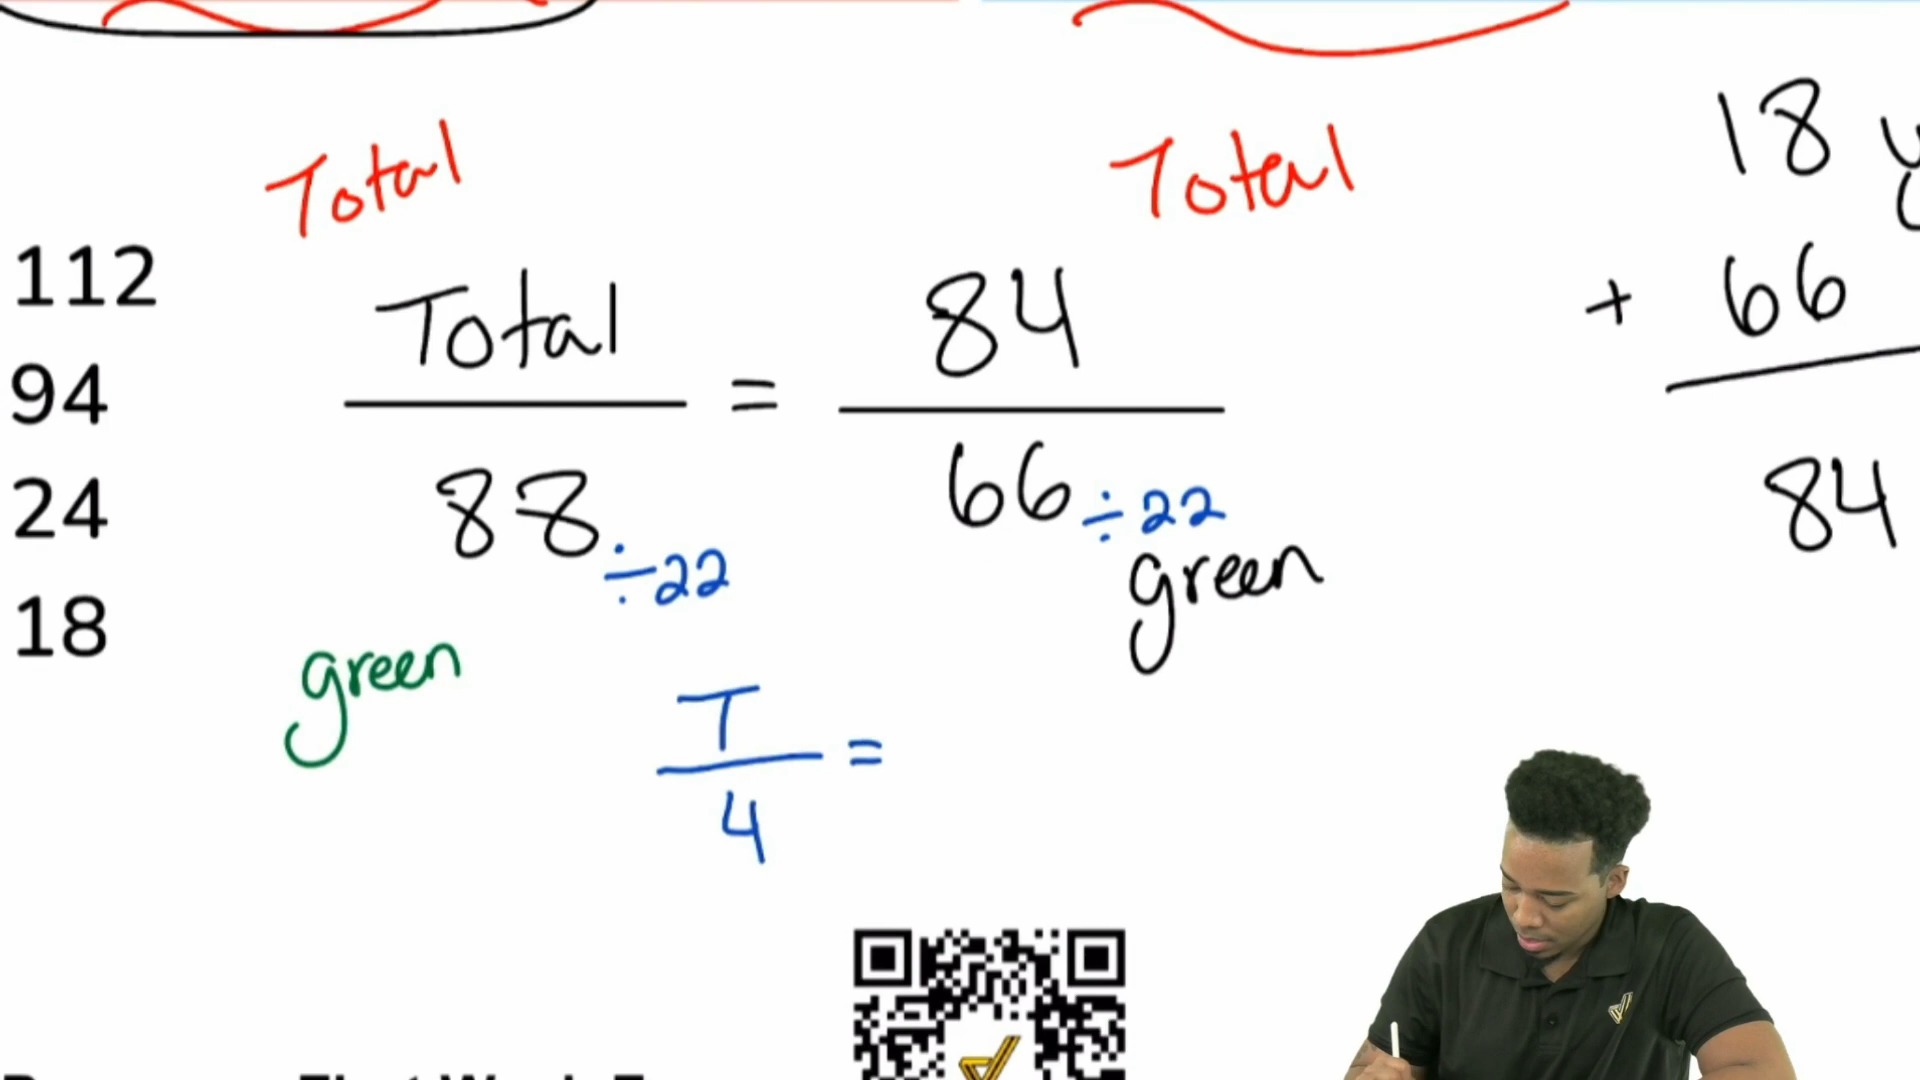 Total
Total
112
94
24
18
Total
88 ÷22
=
84
66 ÷22
green
green
T
4
=
18
+ 66
84